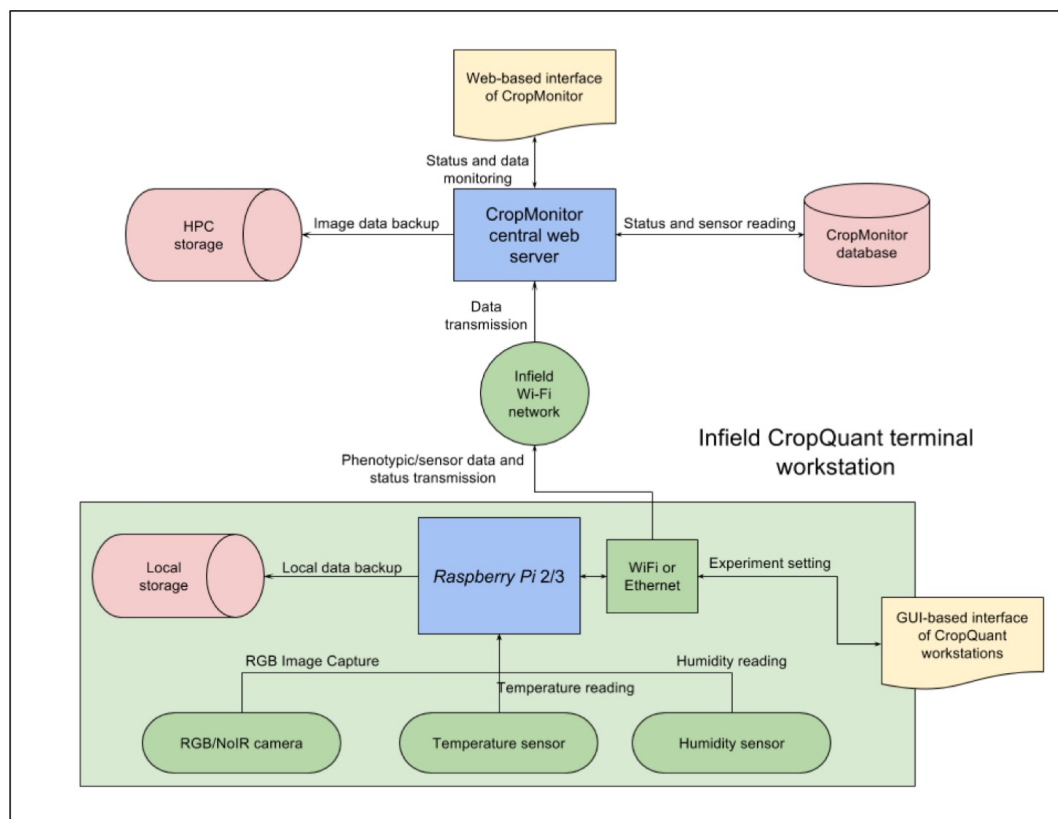 Web-based interface
of CropMonitor
Status and data
monitoring
HPC
storage
Image data backup
CropMonitor
central web
server
Status and sensor reading
CropMonitor
database
Data
transmission
Infield
Wi-Fi
network
Infield CropQuant terminal
workstation
Phenotypic/sensor data and
status transmission
Local
storage
Local data backup
Raspberry Pi 2/3
WiFi or
Ethernet
Experiment setting
GUI-based interface
of CropQuant
workstations
RGB Image Capture
Humidity reading
Temperature reading
RGB/NoIR camera
Temperature sensor
Humidity sensor